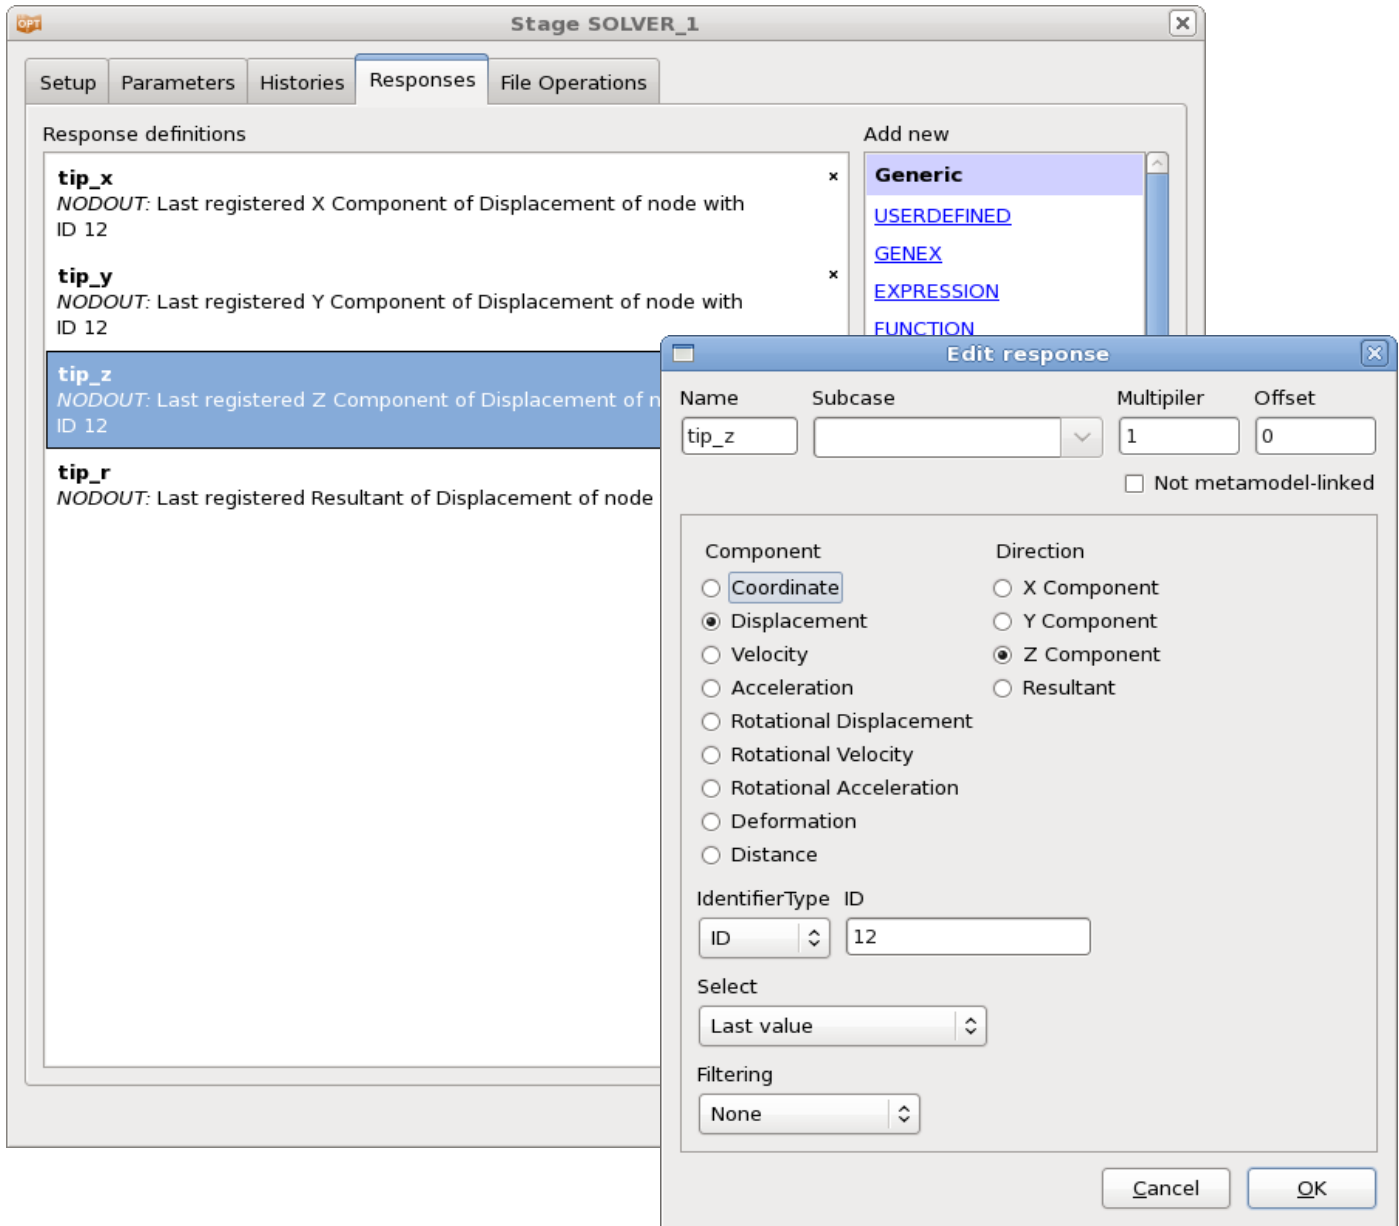 OPT
Stage SOLVER_1
Setup
Parameters
Histories
Responses
File Operations
Response definitions
tip_x
NODOUT: Last registered X Component of Displacement of node with
ID 12
tip_y
NODOUT: Last registered Y Component of Displacement of node with
ID 12
tip_z
NODOUT: Last registered Z Component of Displacement of n
ID 12
tip_r
NODOUT: Last registered Resultant of Displacement of node
Add new
Generic
USERDEFINED
GENEX
EXPRESSION
FUNCTION
Edit response
Name
Subcase
Multipiler
Offset
tip_z
1
0
Not metamodel-linked
Component
Direction
Coordinate
X Component
Displacement
Y Component
Velocity
Z Component
Acceleration
Resultant
Rotational Displacement
Rotational Velocity
Rotational Acceleration
Deformation
Distance
IdentifierType
ID
ID
12
Select
Last value
Filtering
None
Cancel
OK